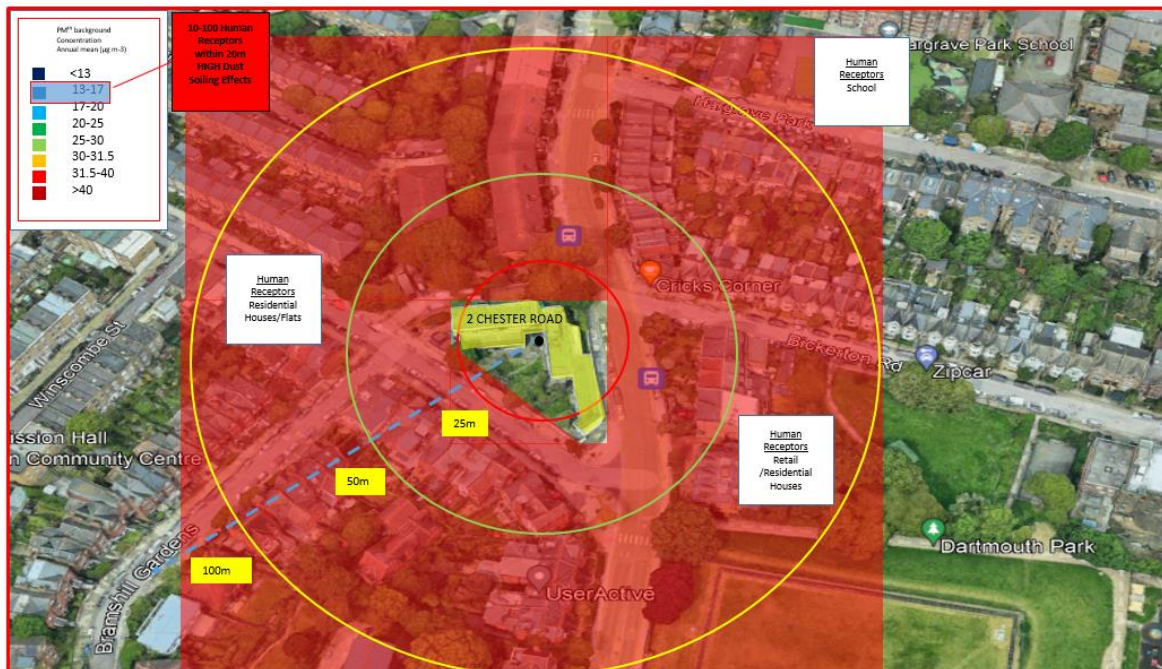 PM¹⁰ background
Concentration
Annual mean (µg m-3)
<13
13-17
17-20
20-25
25-30
30-31.5
31.5-40
>40
10-100 Human
Receptors
within 20m
HIGH Dust
Soiling Effects
Human
Receptors
School
argrave Park School
Hargrave Park
Human
Receptors
Residential
Houses/Flats
2 CHESTER ROAD
Cricks Corner
Bickerton Rd
Zipcar
Winscombe St
ission Hall
n Community Centre
25m
50m
100m
Human
Receptors
Retail
/Residential
Houses
Dartmouth Park
Bramshill Gardens
UserActive